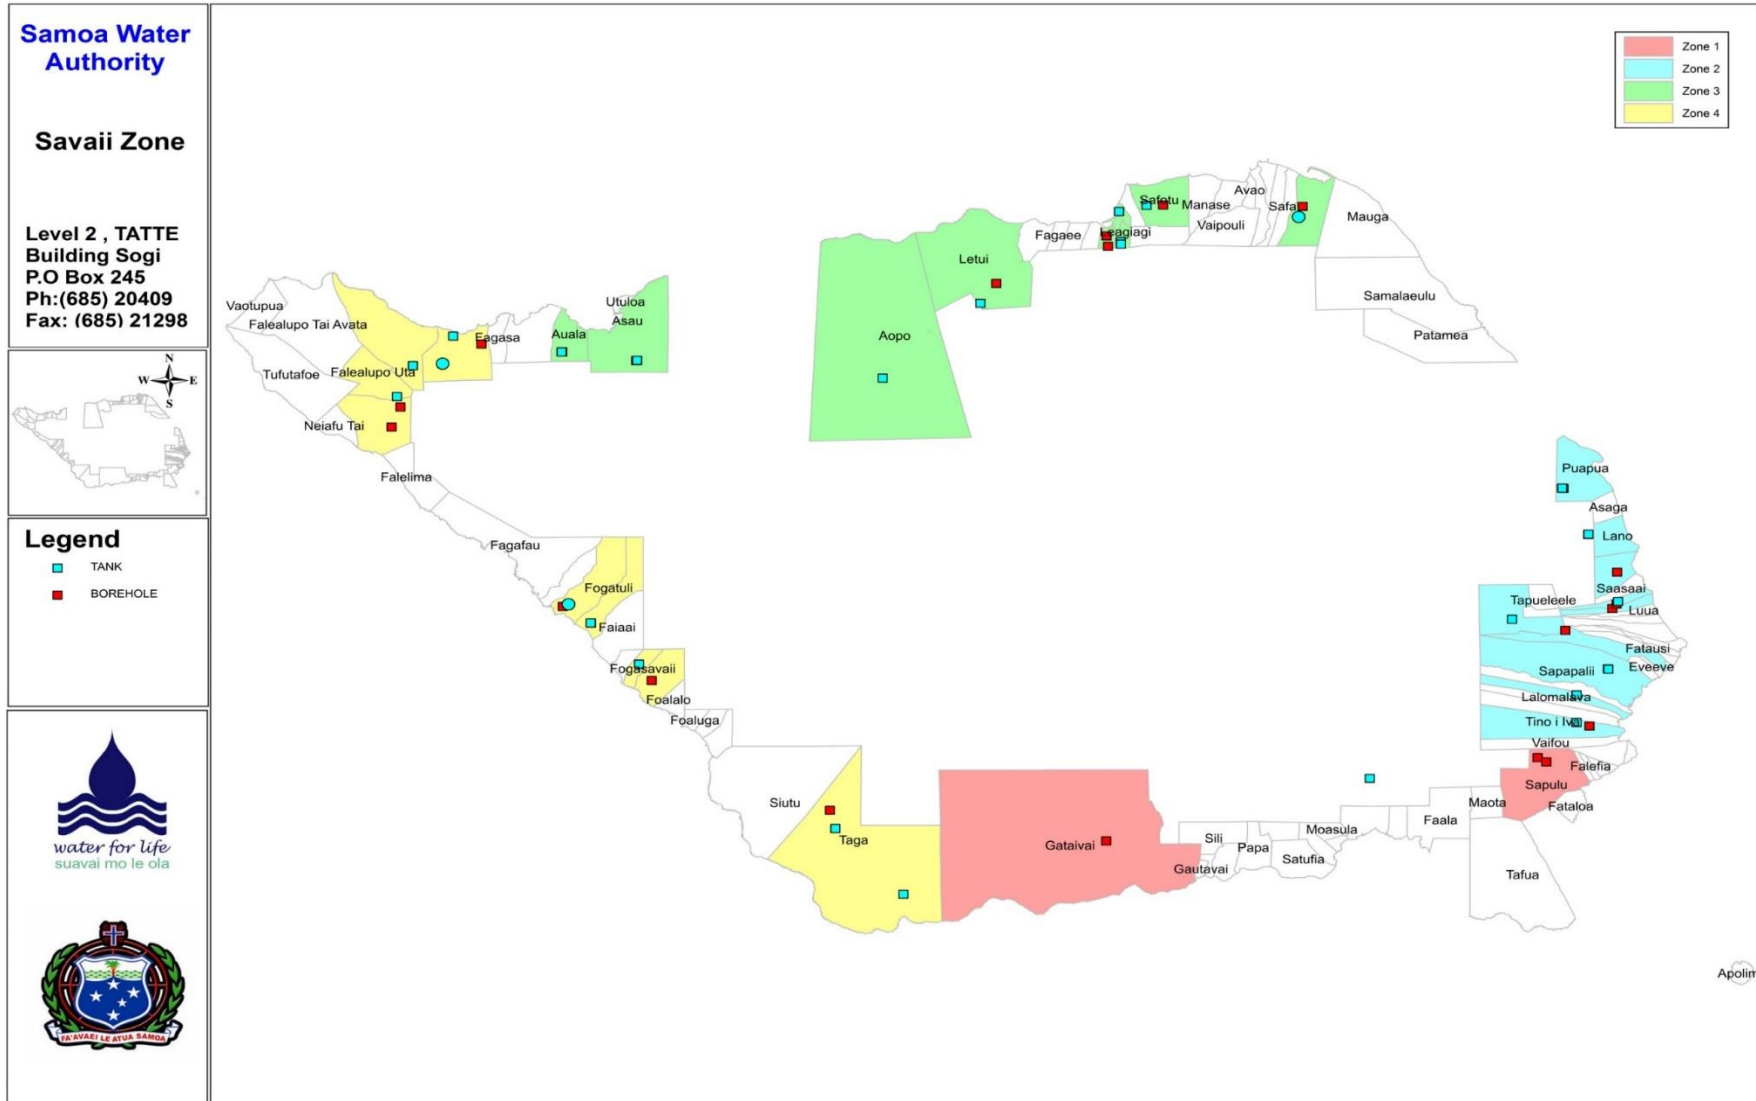 Samoa Water
Authority
Savaii Zone
Level 2 , TATTE
Building Sogi
P.O Box 245
Ph:(685) 20409
Fax: (685) 21298
N
W E
S
Legend
TANK
BOREHOLE
water for life
suavai mo le ola
FA'AVAEI LE ATUA SAMOA
Zone 1
Zone 2
Zone 3
Zone 4
Avao
Safotu
Manase
Safai
Mauga
Vaipouli
Leagiagi
Fagaee
Letui
Samalaeulu
Patamea
Aopo
Utuloa
Asau
Auala
Fagasa
Vaotupua
Falealupo Tai Avata
Tufutafoe
Falealupo Uta
Neiafu Tai
Falelima
Fagafau
Fogatuli
Faiaai
Fogasavaii
Foalalo
Foaluga
Siutu
Taga
Gataivai
Gautavai
Sili
Papa
Satufia
Moasula
Faala
Maota
Tafua
Puapua
Asaga
Lano
Saasaai
Tapueleele
Luua
Fatausi
Eveeve
Sapapalii
Lalomalava
Tino i Iva
Vaifou
Falefia
Sapulu
Fataloa
Apolim